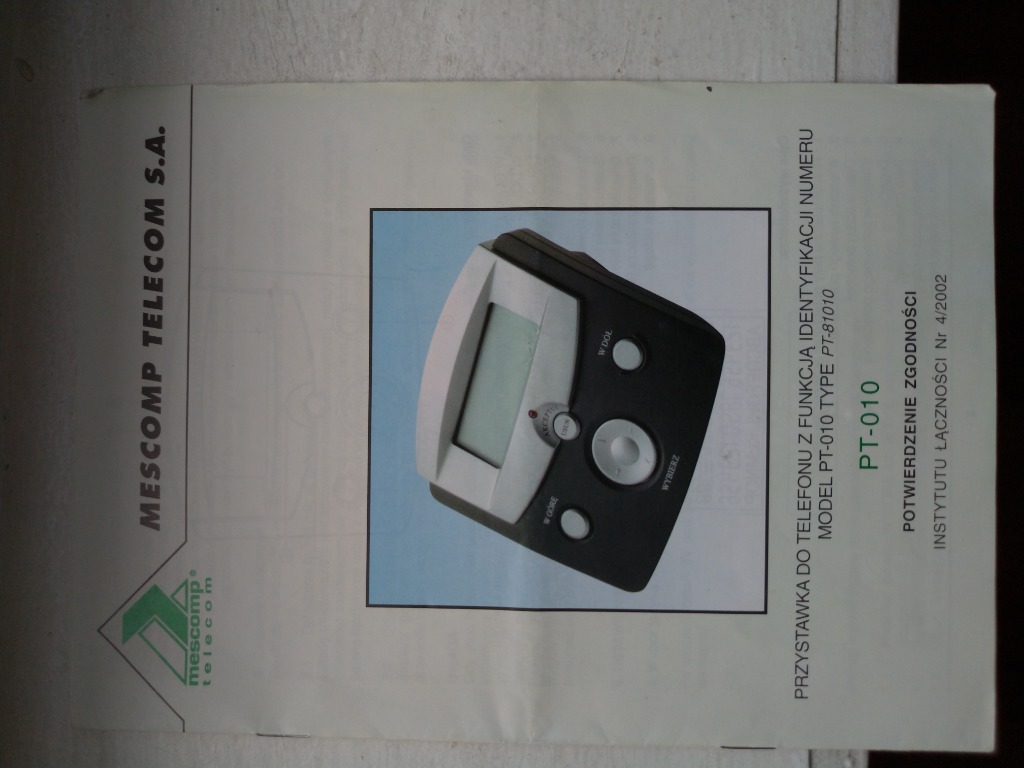 mescomp®
telecom
MESCOMP TELECOM S.A.
W GÓRĘ
W DÓŁ
WYBIERZ
PRZYSTAWKA DO TELEFONU Z FUNKCJĄ IDENTYFIKACJI NUMERU
MODEL PT-010 TYPE PT-81010
PT-010
POTWIERDZENIE ZGODNOŚCI
INSTYTUTU ŁĄCZNOŚCI Nr 4/2002